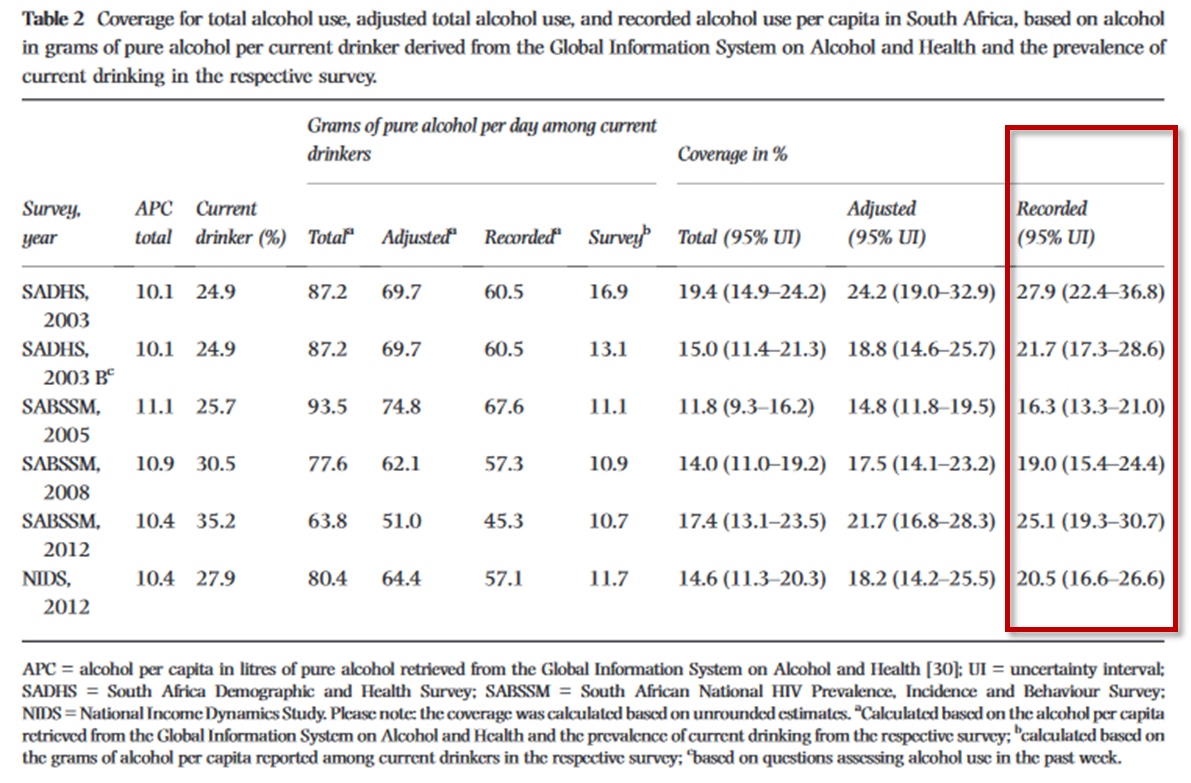 Table 2 Coverage for total alcohol use, adjusted total alcohol use, and recorded alcohol use per capita in South Africa, based on alcohol
in grams of pure alcohol per current drinker derived from the Global Information System on Alcohol and Health and the prevalence of
current drinking in the respective survey.
Grams of pure alcohol per day among current
drinkers
Coverage in %
Survey, year APC total Current drinker (%) Totalᵃ Adjustedᵃ Recordedᵃ Surveyᵇ Total (95% UI) Adjusted (95% UI) Recorded (95% UI)
SADHS, 10.1 24.9 87.2 69.7 60.5 16.9 19.4 (14.9–24.2) 24.2 (19.0–32.9) 27.9 (22.4–36.8)
2003
SADHS, 10.1 24.9 87.2 69.7 60.5 13.1 15.0 (11.4–21.3) 18.8 (14.6–25.7) 21.7 (17.3–28.6)
2003 Bᶜ
SABSSM, 11.1 25.7 93.5 74.8 67.6 11.1 11.8 (9.3–16.2) 14.8 (11.8–19.5) 16.3 (13.3–21.0)
2005
SABSSM, 10.9 30.5 77.6 62.1 57.3 10.9 14.0 (11.0–19.2) 17.5 (14.1–23.2) 19.0 (15.4–24.4)
2008
SABSSM, 10.4 35.2 63.8 51.0 45.3 10.7 17.4 (13.1–23.5) 21.7 (16.8–28.3) 25.1 (19.3–30.7)
2012
NIDS, 10.4 27.9 80.4 64.4 57.1 11.7 14.6 (11.3–20.3) 18.2 (14.2–25.5) 20.5 (16.6–26.6)
2012
APC = alcohol per capita in litres of pure alcohol retrieved from the Global Information System on Alcohol and Health [30]; UI = uncertainty interval;
SADHS = South Africa Demographic and Health Survey; SABSSM = South African National HIV Prevalence, Incidence and Behaviour Survey;
NIDS = National Income Dynamics Study. Please note: the coverage was calculated based on unrounded estimates. ᵃCalculated based on the alcohol per capita
retrieved from the Global Information System on Alcohol and Health and the prevalence of current drinking from the respective survey; ᵇcalculated based on
the grams of alcohol per capita reported among current drinkers in the respective survey; ᶜbased on questions assessing alcohol use in the past week.